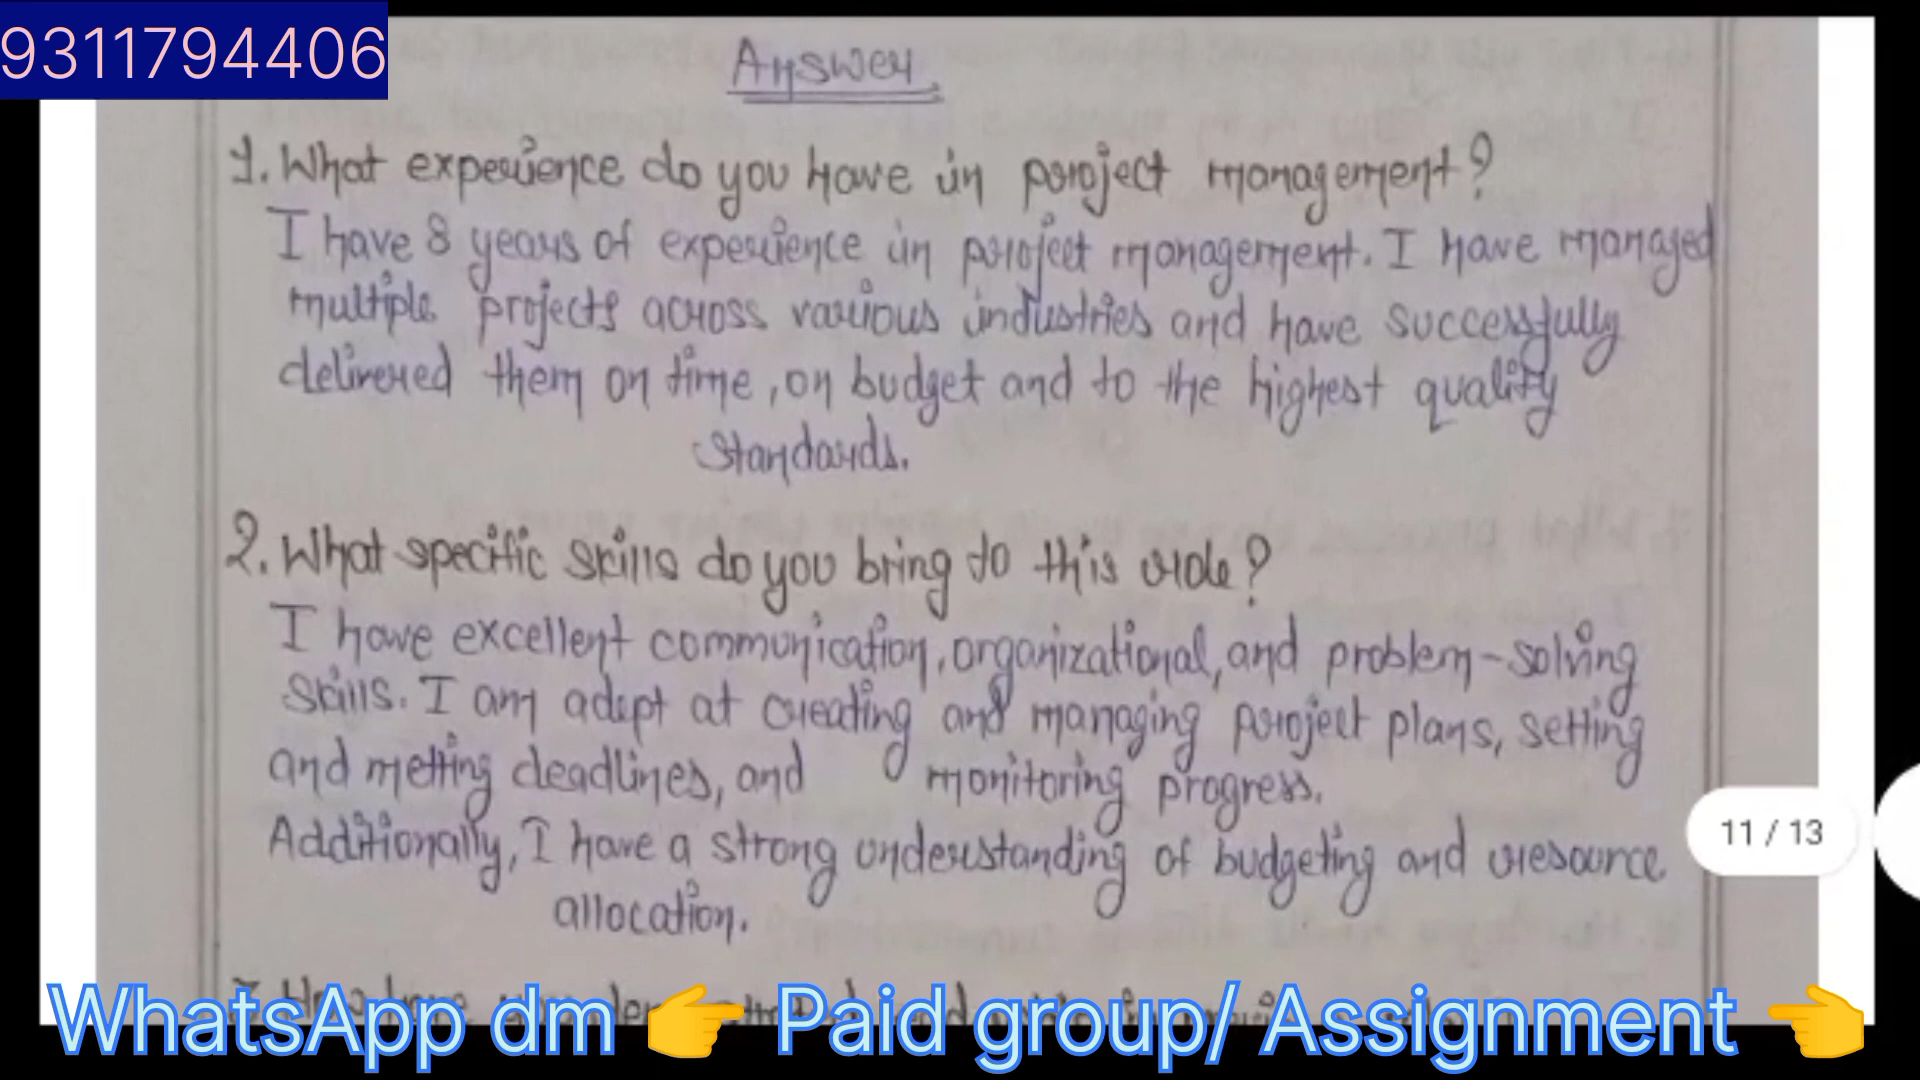 9311794406
Answer
1. What experience do you have in project management?
I have 8 years of experience in project management. I have managed
multiple projects across various industries and have successfully
delivered them on time, on budget and to the highest quality
standards.
2. What specific skills do you bring to this role?
I have excellent communication, organizational, and problem-solving
skills. I am adept at creating and managing project plans, setting
and metting deadlines, and monitoring progress.
Additionally, I have a strong understanding of budgeting and resource
allocation.
11 / 13
WhatsApp dm 👉 Paid group/ Assignment 👈